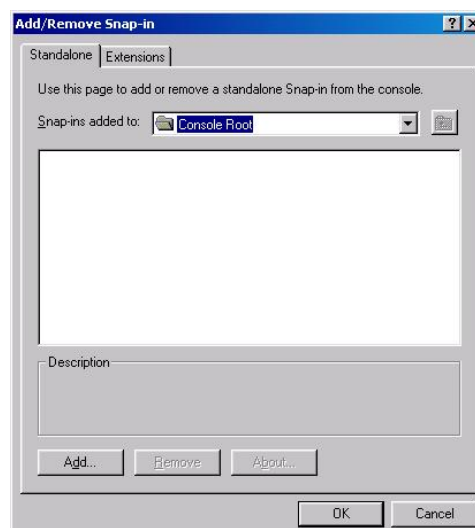 Add/Remove Snap-in
Standalone Extensions
Use this page to add or remove a standalone Snap-in from the console.
Snap-ins added to: Console Root
Description
Add... Remove About...
OK Cancel